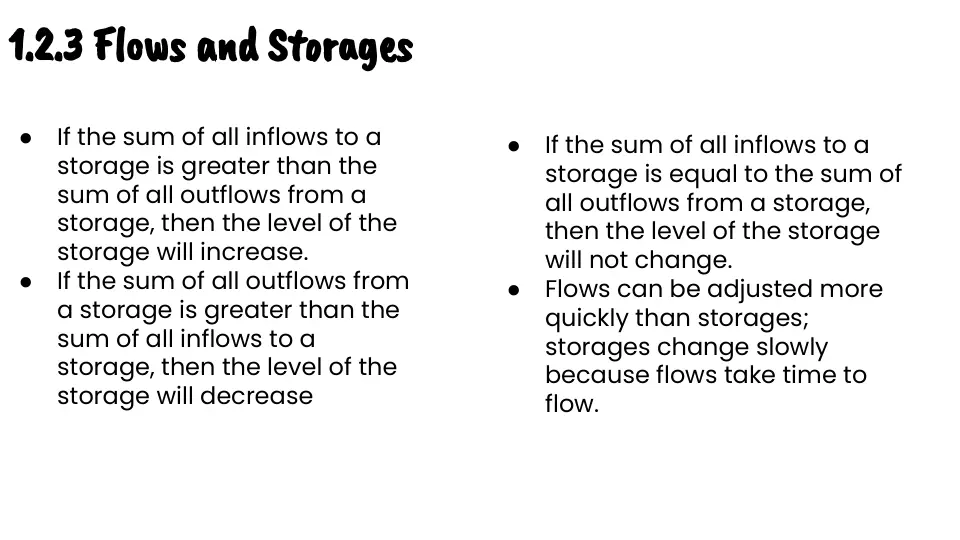 1.2.3 Flows and Storages
● If the sum of all inflows to a
storage is greater than the
sum of all outflows from a
storage, then the level of the
storage will increase.
● If the sum of all outflows from
a storage is greater than the
sum of all inflows to a
storage, then the level of the
storage will decrease
● If the sum of all inflows to a
storage is equal to the sum of
all outflows from a storage,
then the level of the storage
will not change.
● Flows can be adjusted more
quickly than storages;
storages change slowly
because flows take time to
flow.